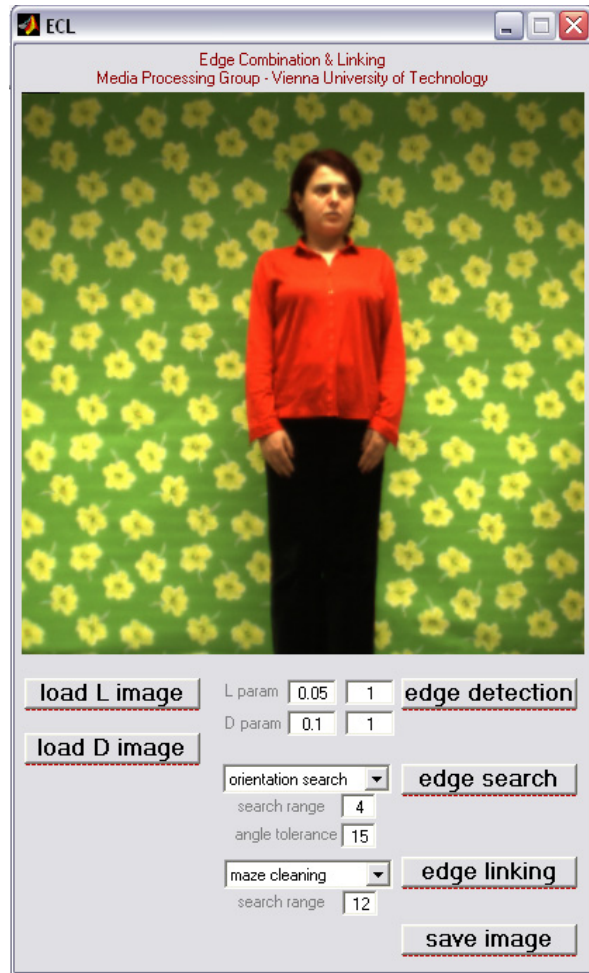 ECL
Edge Combination & Linking
Media Processing Group - Vienna University of Technology
load L image
L param 0.05 1
edge detection
D param 0.1 1
load D image
orientation search
edge search
search range 4
angle tolerance 15
maze cleaning
edge linking
search range 12
save image